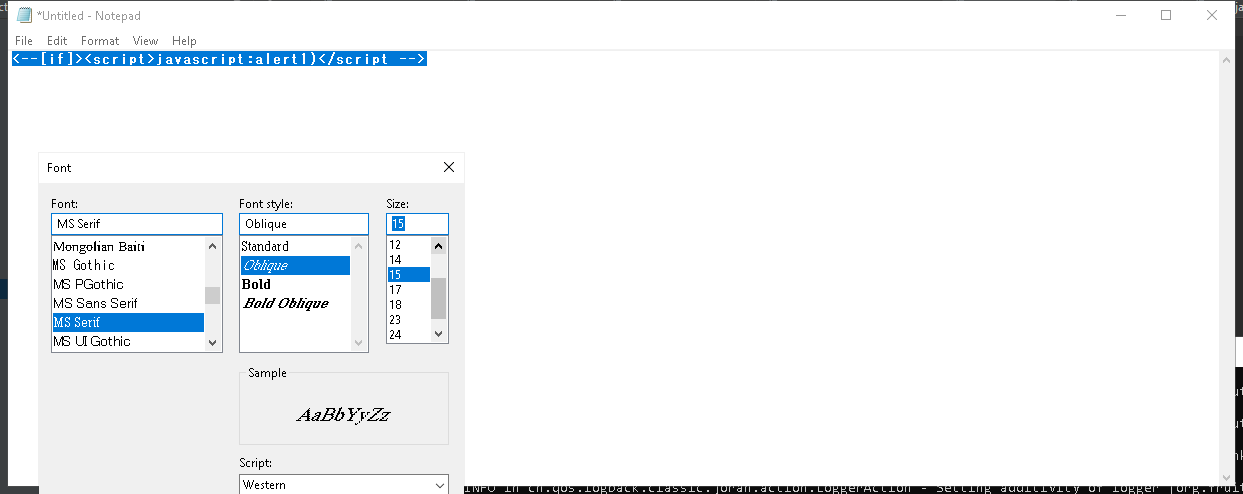 *Untitled - Notepad
File Edit Format View Help
<--[if]><script>javascript:alert1)</script -->
Font
Font: Font style: Size:
MS Serif Oblique 15
Mongolian Baiti Standard 12
MS Gothic Oblique 14
MS PGothic Bold 15
MS Sans Serif Bold Oblique 17
MS Serif 18
MS UI Gothic 23
24
Sample
AaBbYyZz
Script:
Western
INFO in ch.qos.logback.classic.joran.action.LoggerAction - Setting additivity of logger